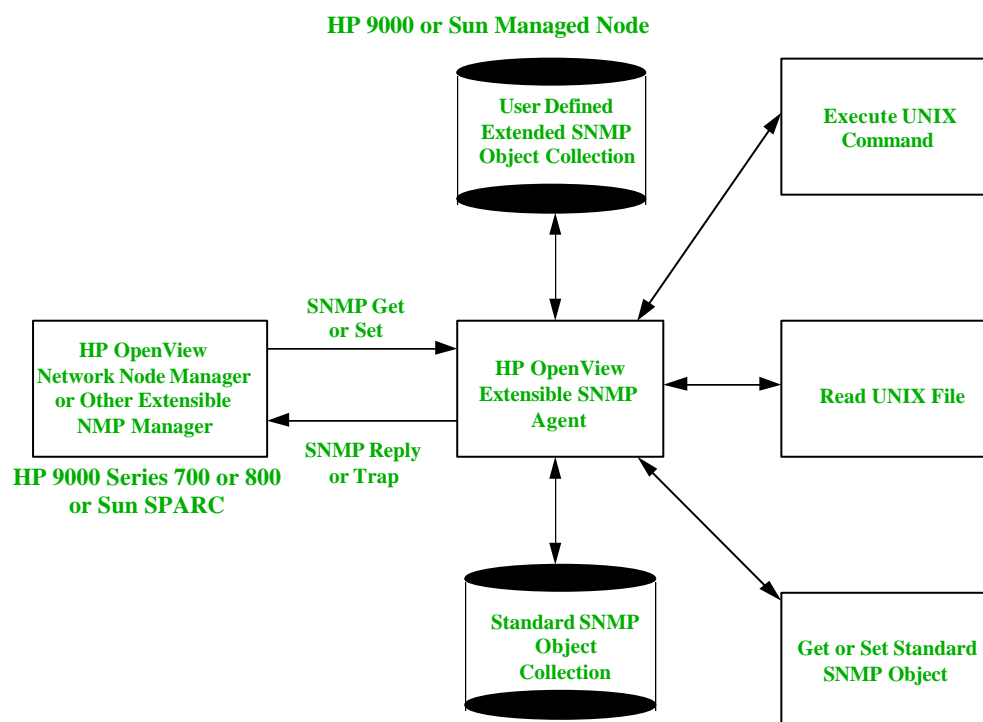 HP 9000 or Sun Managed Node
User Defined
Extended SNMP
Object Collection
Execute UNIX
Command
SNMP Get
or Set
HP OpenView
Network Node Manager
or Other Extensible
NMP Manager
HP OpenView
Extensible SNMP
Agent
Read UNIX File
SNMP Reply
or Trap
HP 9000 Series 700 or 800
or Sun SPARC
Standard SNMP
Object
Collection
Get or Set Standard
SNMP Object